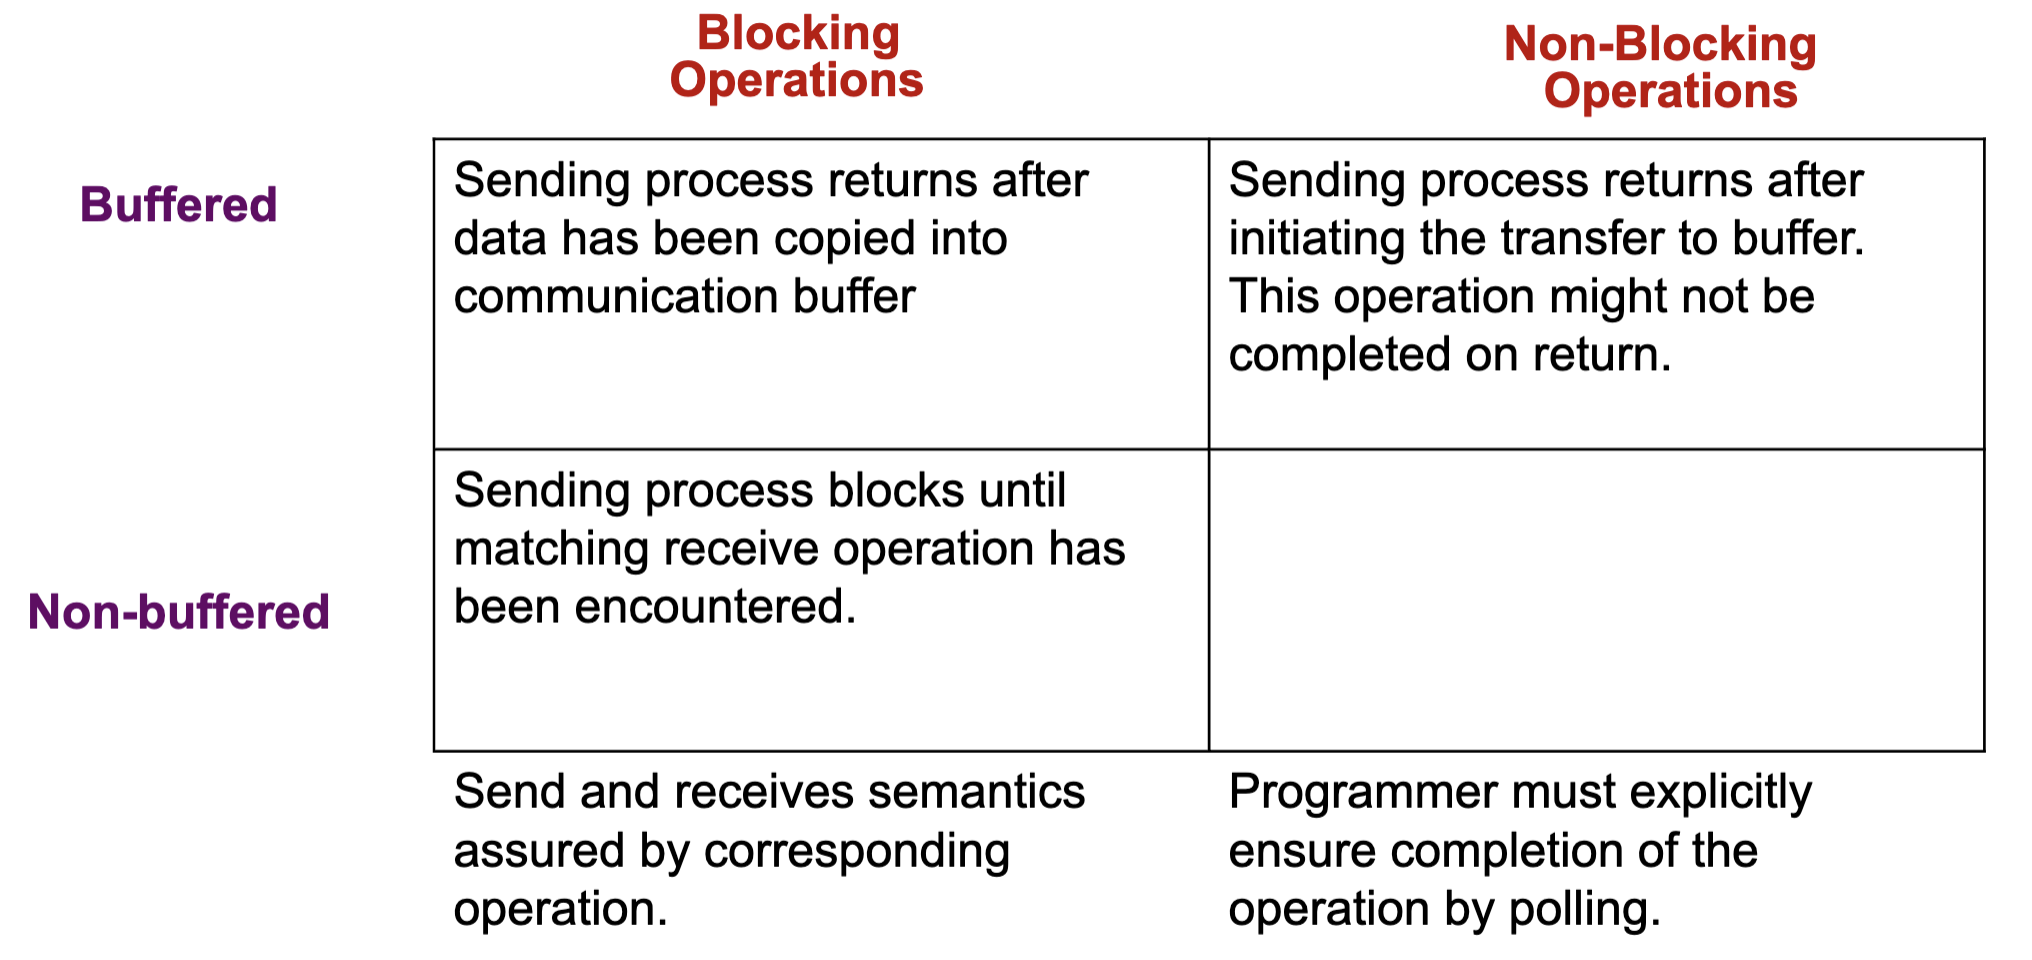 Blocking
Operations
Non-Blocking
Operations
Buffered
Sending process returns after
data has been copied into
communication buffer
Sending process returns after
initiating the transfer to buffer.
This operation might not be
completed on return.
Non-buffered
Sending process blocks until
matching receive operation has
been encountered.
Send and receives semantics
assured by corresponding
operation.
Programmer must explicitly
ensure completion of the
operation by polling.